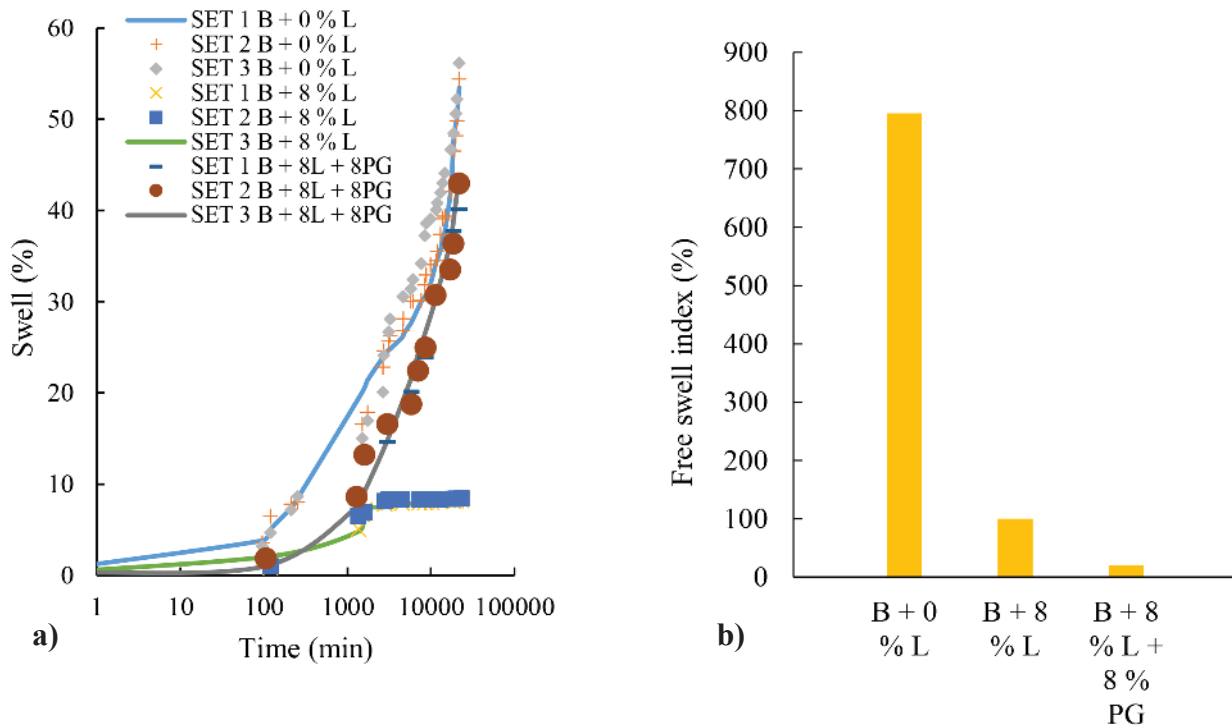 SET 1 B + 0 % L
SET 2 B + 0 % L
SET 3 B + 0 % L
SET 1 B + 8 % L
SET 2 B + 8 % L
SET 3 B + 8 % L
SET 1 B + 8L + 8PG
SET 2 B + 8L + 8PG
SET 3 B + 8L + 8PG
60
50
40
30
20
10
0
Swell (%)
1 10 100 1000 10000 100000
Time (min)
a)
900
800
700
600
500
400
300
200
100
0
Free swell index (%)
B + 0
% L
B + 8
% L
B + 8
% L +
8 %
PG
b)